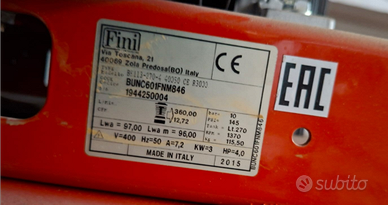 Fini
Via Toscana, 21
40069 Zola Predosa(BO) Italy
CE
BUNC601FNM846
1944250004
EAC
Bar 10
360,00
145
12,72
Lt.270
1370
Lwa = 97,00 Lwa m = 96,00
Kg 115,50
V=400 Hz=50 A=7,2 KW=3 HP=4,0
MADE IN ITALY 2015
subito